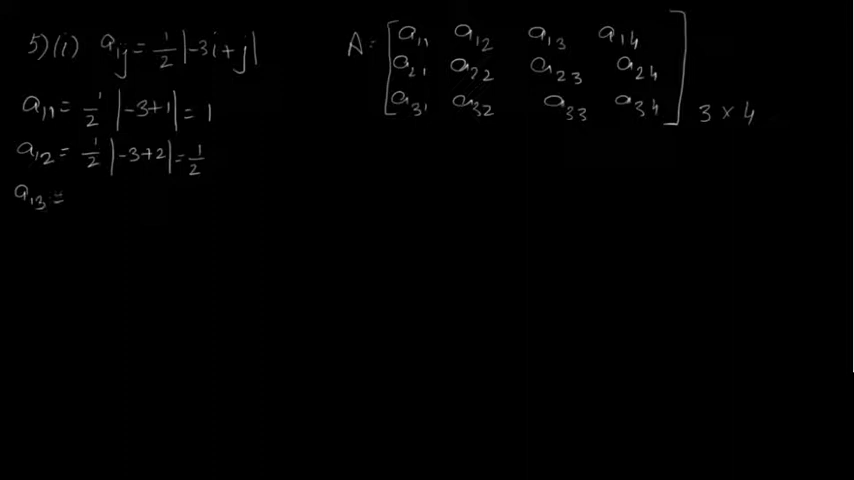 5)(i) aij = 1/2 |-3i+j|
a11 = 1/2 |-3+1| = 1
a12 = 1/2 |-3+2| = 1/2
a13 =
A = [ a11 a12 a13 a14
a21 a22 a23 a24
a31 a32 a33 a34 ] 3 × 4